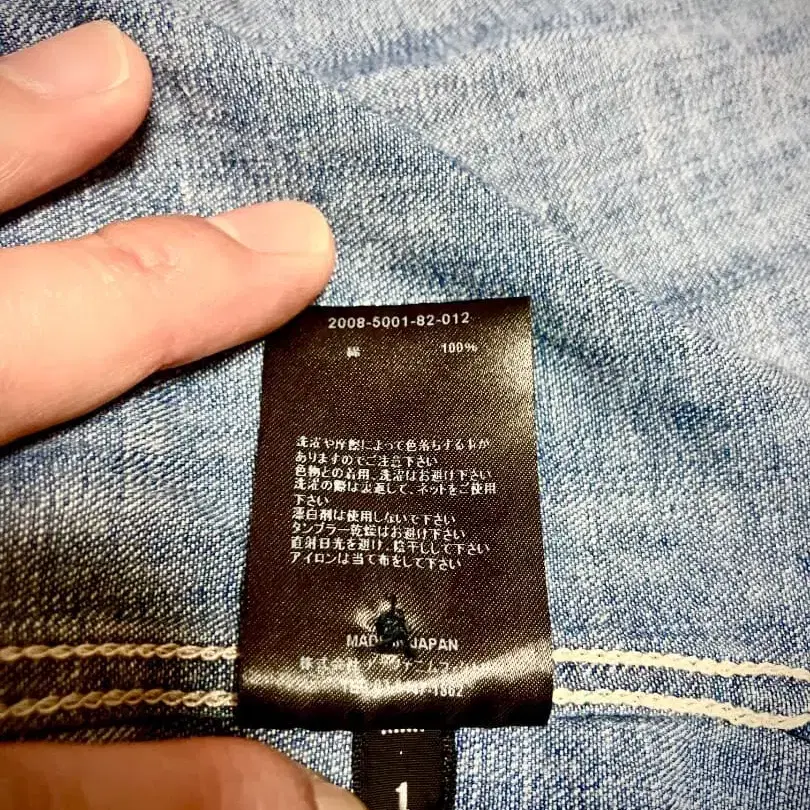 2008-5001-82-012
綿 100%
洗濯や摩擦によって色落ちする事が
ありますのでご注意下さい
色物との着用、洗濯はお避け下さい
洗濯の際は裏返して、ネットをご使用
下さい
漂白剤は使用しないで下さい
タンブラー乾燥はお避け下さい
直射日光を避け、陰干しして下さい
アイロンは当て布をして下さい
MADE IN JAPAN
株式会社
1